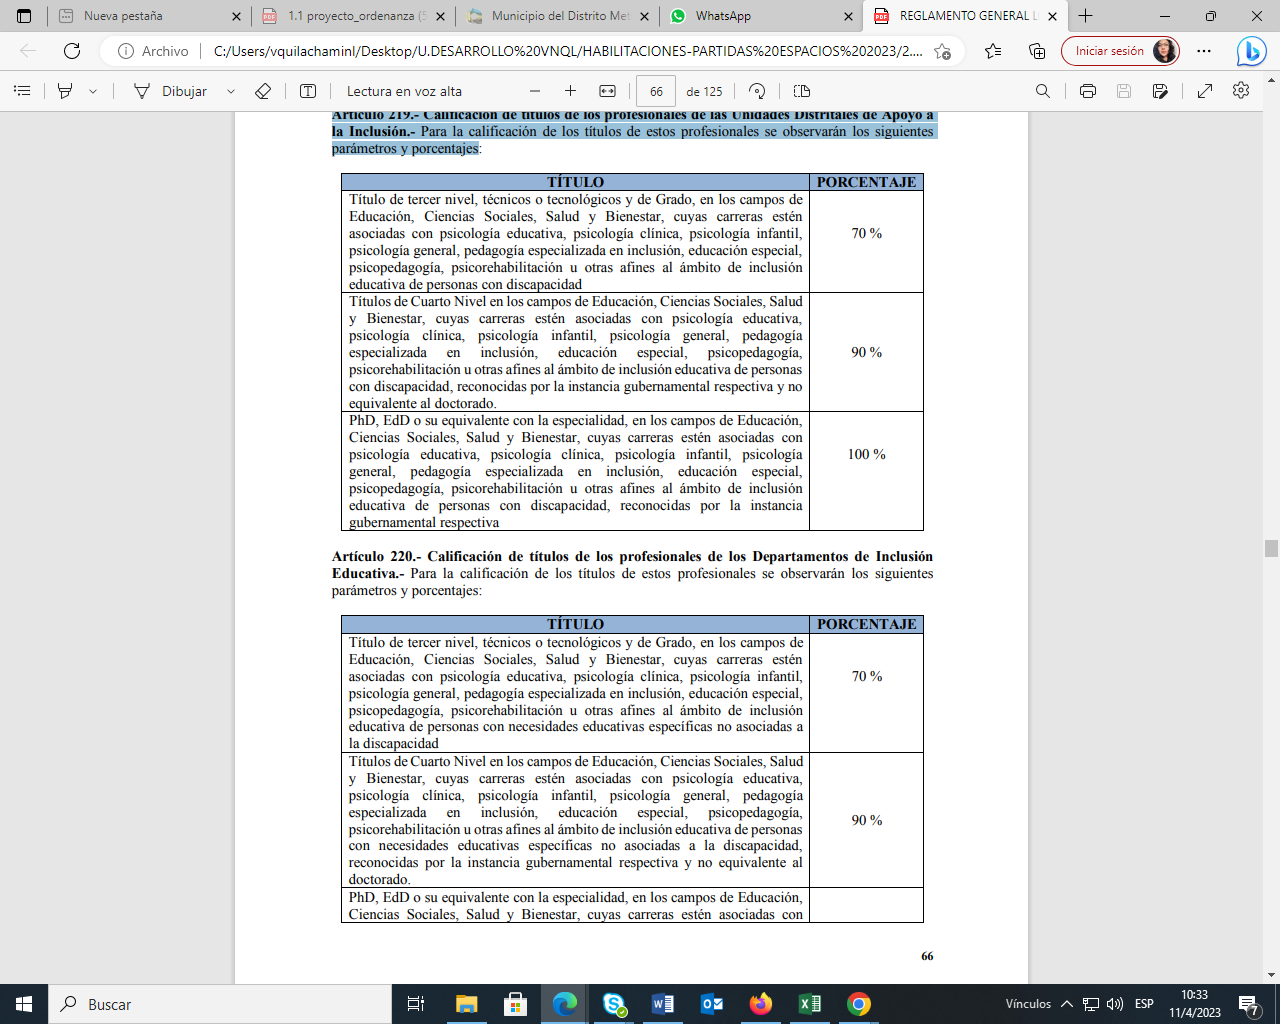 Nueva pestaña
1.1 proyecto_ordenanza (
Municipio del Distrito Met
WhatsApp
REGLAMENTO GENERAL L
Archivo
C:/Users/vquilachaminl/Desktop/U.DESARROLLO%20VNQL/HABILITACIONES-PARTIDAS%20ESPACIOS%202023/2....
Iniciar sesión
Dibujar
Lectura en voz alta
66 de 125
Artículo 219.- Calificación de títulos de los profesionales de las Unidades Distritales de Apoyo a
la Inclusión.- Para la calificación de los títulos de estos profesionales se observarán los siguientes
parámetros y porcentajes:
TÍTULO PORCENTAJE
Título de tercer nivel, técnicos o tecnológicos y de Grado, en los campos de
Educación, Ciencias Sociales, Salud y Bienestar, cuyas carreras estén
asociadas con psicología educativa, psicología clínica, psicología infantil,
psicología general, pedagogía especializada en inclusión, educación especial,
psicopedagogía, psicorehabilitación u otras afines al ámbito de inclusión
educativa de personas con discapacidad
70 %
Títulos de Cuarto Nivel en los campos de Educación, Ciencias Sociales, Salud
y Bienestar, cuyas carreras estén asociadas con psicología educativa,
psicología clínica, psicología infantil, psicología general, pedagogía
especializada en inclusión, educación especial, psicopedagogía,
psicorehabilitación u otras afines al ámbito de inclusión educativa de personas
con discapacidad, reconocidas por la instancia gubernamental respectiva y no
equivalente al doctorado.
90 %
PhD, EdD o su equivalente con la especialidad, en los campos de Educación,
Ciencias Sociales, Salud y Bienestar, cuyas carreras estén asociadas con
psicología educativa, psicología clínica, psicología infantil, psicología
general, pedagogía especializada en inclusión, educación especial,
psicopedagogía, psicorehabilitación u otras afines al ámbito de inclusión
educativa de personas con discapacidad, reconocidas por la instancia
gubernamental respectiva
100 %
Artículo 220.- Calificación de títulos de los profesionales de los Departamentos de Inclusión
Educativa.- Para la calificación de los títulos de estos profesionales se observarán los siguientes
parámetros y porcentajes:
TÍTULO PORCENTAJE
Título de tercer nivel, técnicos o tecnológicos y de Grado, en los campos de
Educación, Ciencias Sociales, Salud y Bienestar, cuyas carreras estén
asociadas con psicología educativa, psicología clínica, psicología infantil,
psicología general, pedagogía especializada en inclusión, educación especial,
psicopedagogía, psicorehabilitación u otras afines al ámbito de inclusión
educativa de personas con necesidades educativas específicas no asociadas a
la discapacidad
70 %
Títulos de Cuarto Nivel en los campos de Educación, Ciencias Sociales, Salud
y Bienestar, cuyas carreras estén asociadas con psicología educativa,
psicología clínica, psicología infantil, psicología general, pedagogía
especializada en inclusión, educación especial, psicopedagogía,
psicorehabilitación u otras afines al ámbito de inclusión educativa de personas
con necesidades educativas específicas no asociadas a la discapacidad,
reconocidas por la instancia gubernamental respectiva y no equivalente al
doctorado.
90 %
PhD, EdD o su equivalente con la especialidad, en los campos de Educación,
Ciencias Sociales, Salud y Bienestar, cuyas carreras estén asociadas con
66
Buscar
Vínculos
ESP
10:33
11/4/2023
7